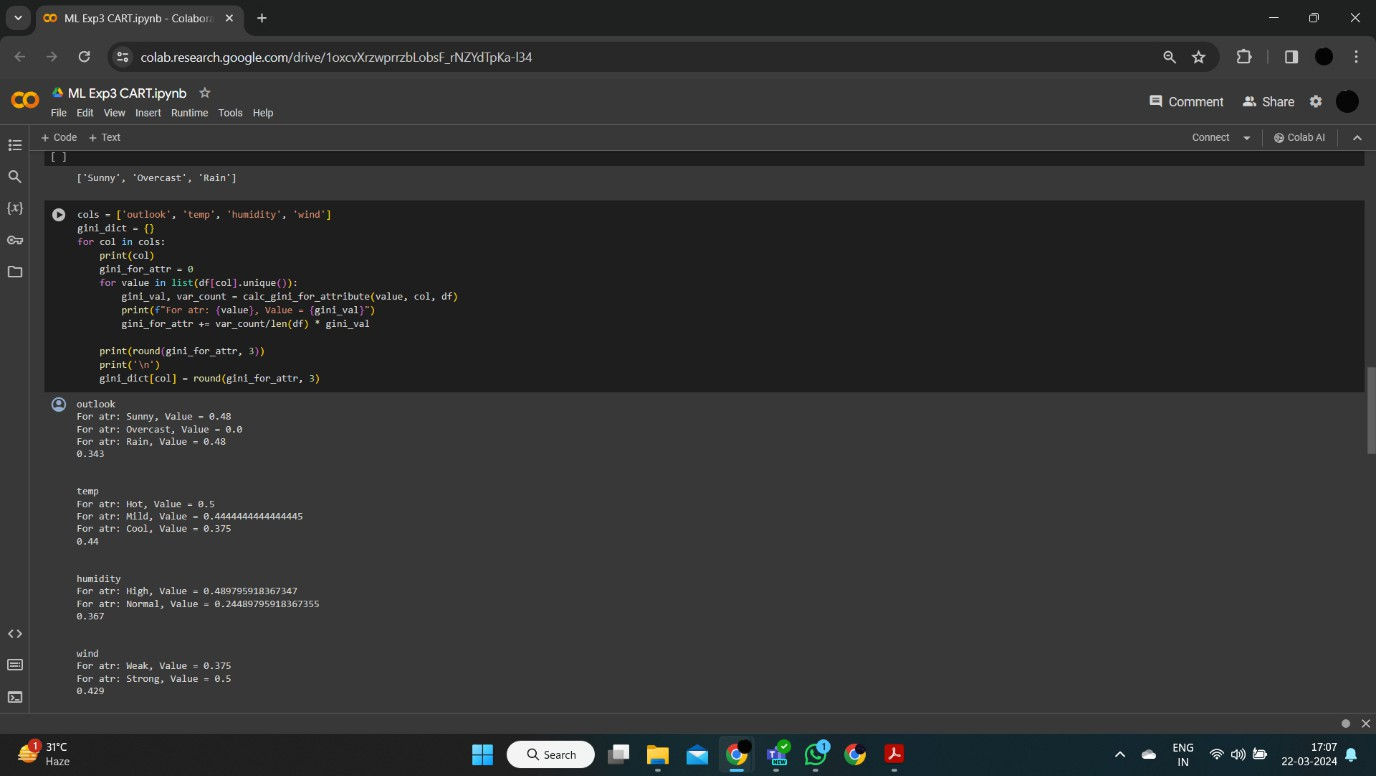 ML Exp3 CART.ipynb - Colabora
colab.research.google.com/drive/1oxcvXrzwprrzbLobsF_rNZYdTpKa-l34
ML Exp3 CART.ipynb
File Edit View Insert Runtime Tools Help
Comment Share
+ Code + Text
Connect Colab AI
[ ]
['Sunny', 'Overcast', 'Rain']
cols = ['outlook', 'temp', 'humidity', 'wind']
gini_dict = {}
for col in cols:
    print(col)
    gini_for_attr = 0
    for value in list(df[col].unique()):
        gini_val, var_count = calc_gini_for_attribute(value, col, df)
        print(f"For atr: {value}, Value = {gini_val}")
        gini_for_attr += var_count/len(df) * gini_val
    print(round(gini_for_attr, 3))
    print('\n')
    gini_dict[col] = round(gini_for_attr, 3)
outlook
For atr: Sunny, Value = 0.48
For atr: Overcast, Value = 0.0
For atr: Rain, Value = 0.48
0.343
temp
For atr: Hot, Value = 0.5
For atr: Mild, Value = 0.4444444444444445
For atr: Cool, Value = 0.375
0.44
humidity
For atr: High, Value = 0.489795918367347
For atr: Normal, Value = 0.24489795918367355
0.367
wind
For atr: Weak, Value = 0.375
For atr: Strong, Value = 0.5
0.429
1
31°C
Haze
Search
NEW
1
ENG
IN
17:07
22-03-2024